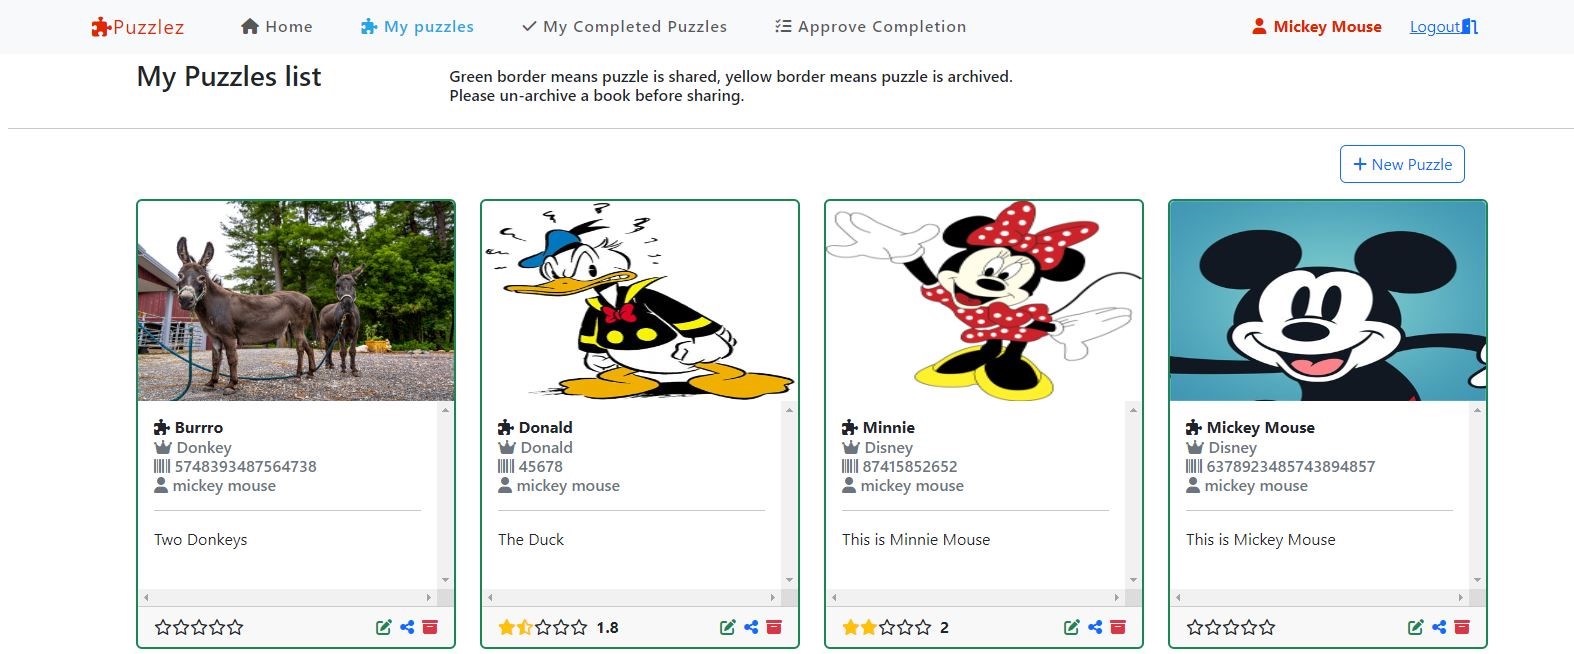 Puzzlez
Home
My puzzles
My Completed Puzzles
Approve Completion
Mickey Mouse
Logout
My Puzzles list
Green border means puzzle is shared, yellow border means puzzle is archived.
Please un-archive a book before sharing.
New Puzzle
Burrro
Donkey
5748393487564738
mickey mouse
Two Donkeys
Donald
Donald
45678
mickey mouse
The Duck
1.8
Minnie
Disney
87415852652
mickey mouse
This is Minnie Mouse
2
Mickey Mouse
Disney
6378923485743894857
mickey mouse
This is Mickey Mouse